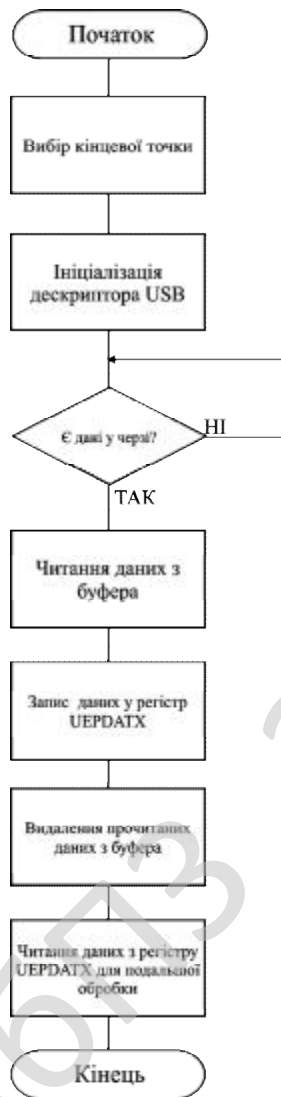 Початок
Вибір кінцевої точки
Ініціалізація
дескриптора USB
Є дані у черзі?
НІ
ТАК
Читання даних з
буфера
Запис даних у регістр
UEPDATX
Видалення прочитаних
даних з буфера
Читання даних з регістру
UEPDATX для подальшої
обробки
Кінець